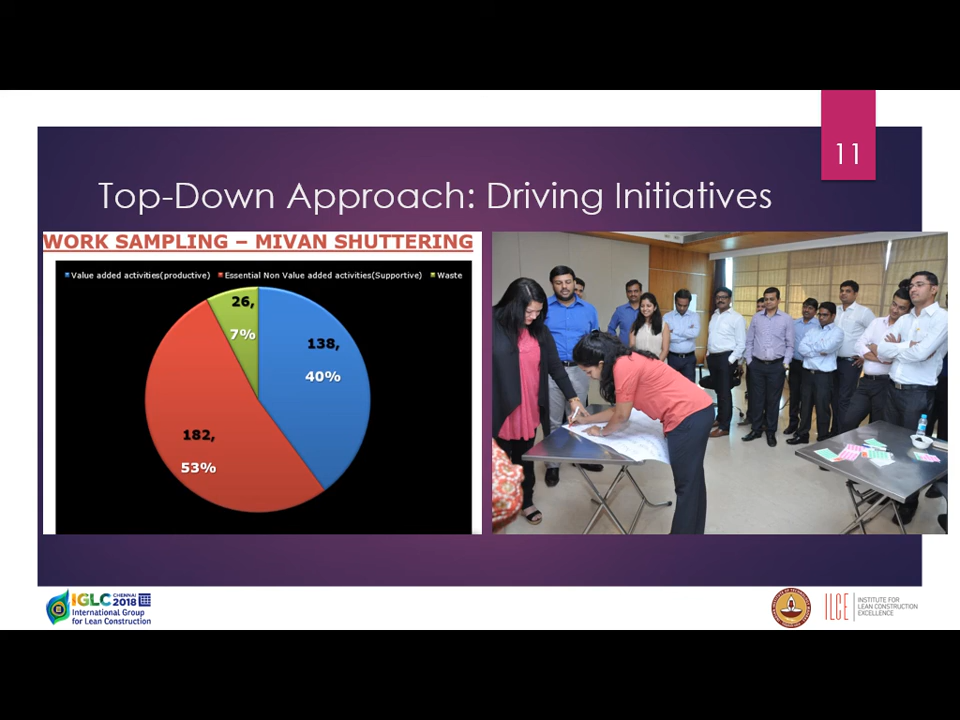 11
Top-Down Approach: Driving Initiatives
WORK SAMPLING – MIVAN SHUTTERING
Value added activities(productive) Essential Non Value added activities(Supportive) Waste
26,
7%
138,
40%
182,
53%
IGLC CHENNAI 2018
International Group
for Lean Construction
ILCE
INSTITUTE FOR
LEAN CONSTRUCTION
EXCELLENCE